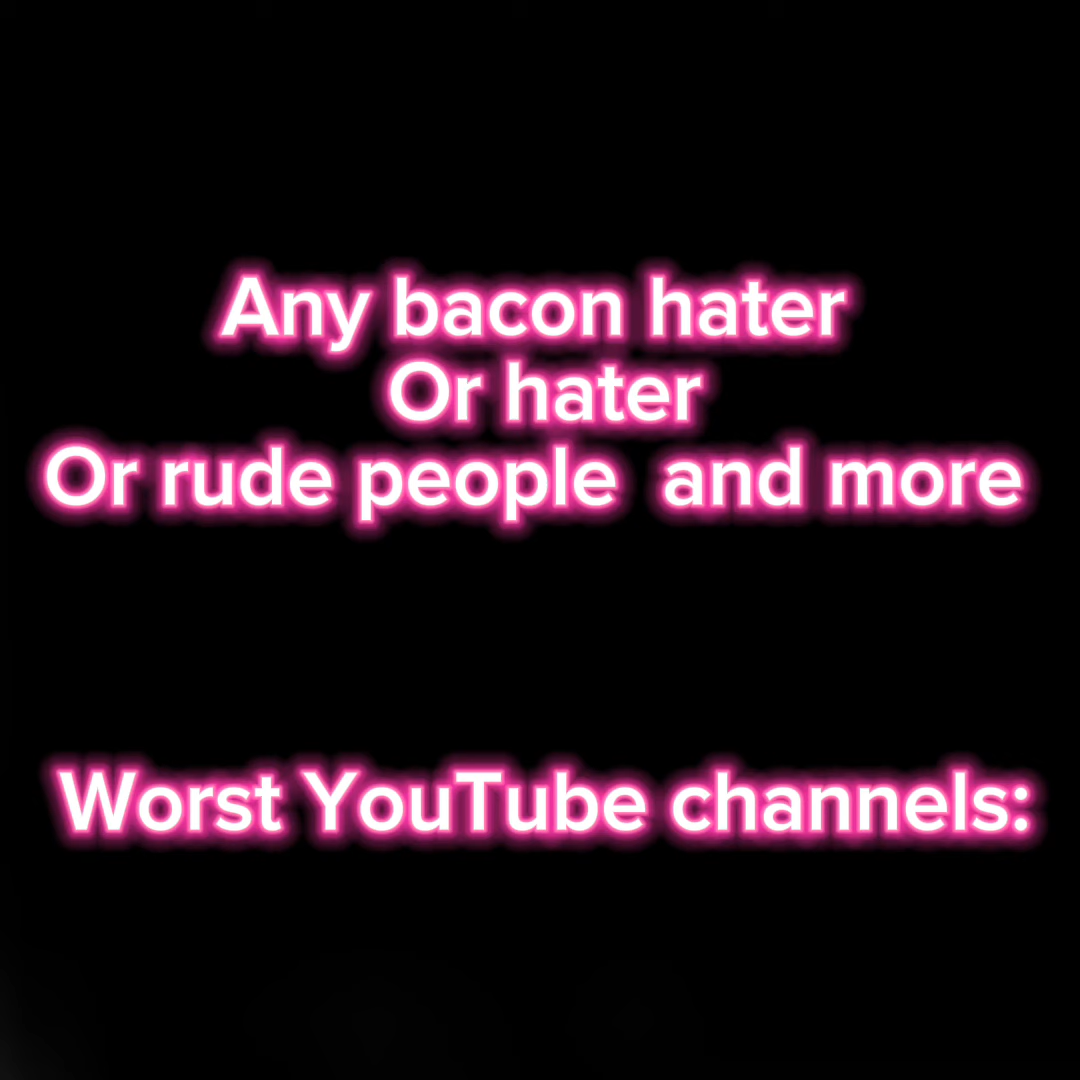 Any bacon hater
Or hater
Or rude people  and more
Worst YouTube channels: